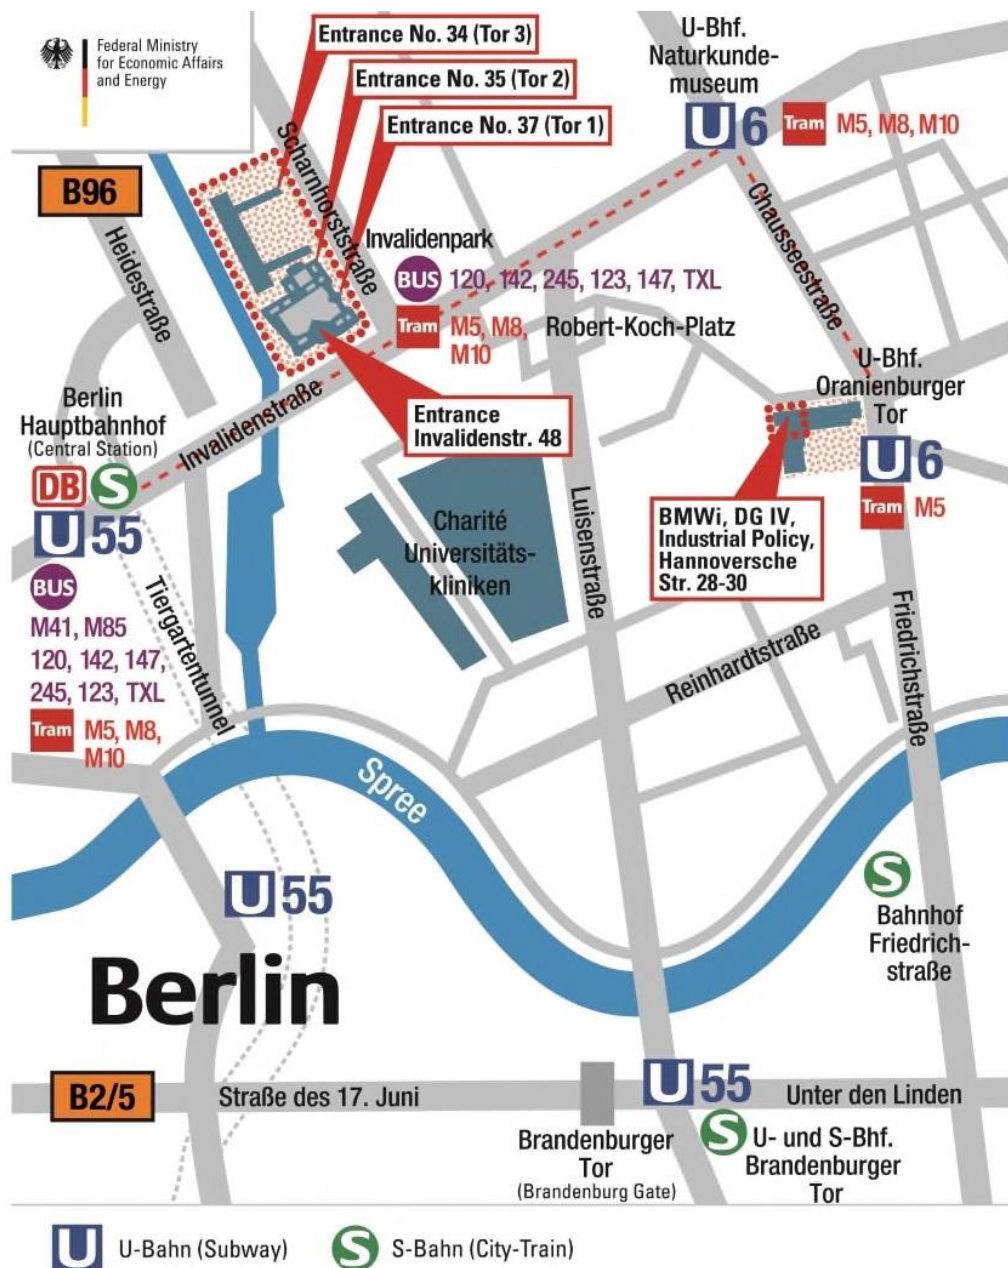 Federal Ministry
for Economic Affairs
and Energy
Entrance No. 34 (Tor 3)
Entrance No. 35 (Tor 2)
Entrance No. 37 (Tor 1)
U-Bhf.
Naturkunde-
museum
U 6 Tram M5, M8, M10
B96
Heidestraße
Scharnhorststraße
Chausseestraße
Invalidenpark
BUS 120, 142, 245, 123, 147, TXL
Tram M5, M8,
M10
Robert-Koch-Platz
Invalidenstraße
Entrance
Invalidenstr. 48
U-Bhf.
Oranienburger
Tor
U 6
Tram M5
Berlin
Hauptbahnhof
(Central Station)
DB S
U 55
BUS
M41, M85
120, 142, 147,
245, 123, TXL
Tram M5, M8,
M10
Tiergartentunnel
Charité
Universitäts-
kliniken
Luisenstraße
BMWi, DG IV,
Industrial Policy,
Hannoversche
Str. 28-30
Reinhardtstraße
Friedrichstraße
Spree
U 55
Berlin
S
Bahnhof
Friedrich-
straße
B2/5
Straße des 17. Juni
U 55
Unter den Linden
Brandenburger
Tor
(Brandenburg Gate)
S
U- und S-Bhf.
Brandenburger
Tor
U U-Bahn (Subway)
S S-Bahn (City-Train)